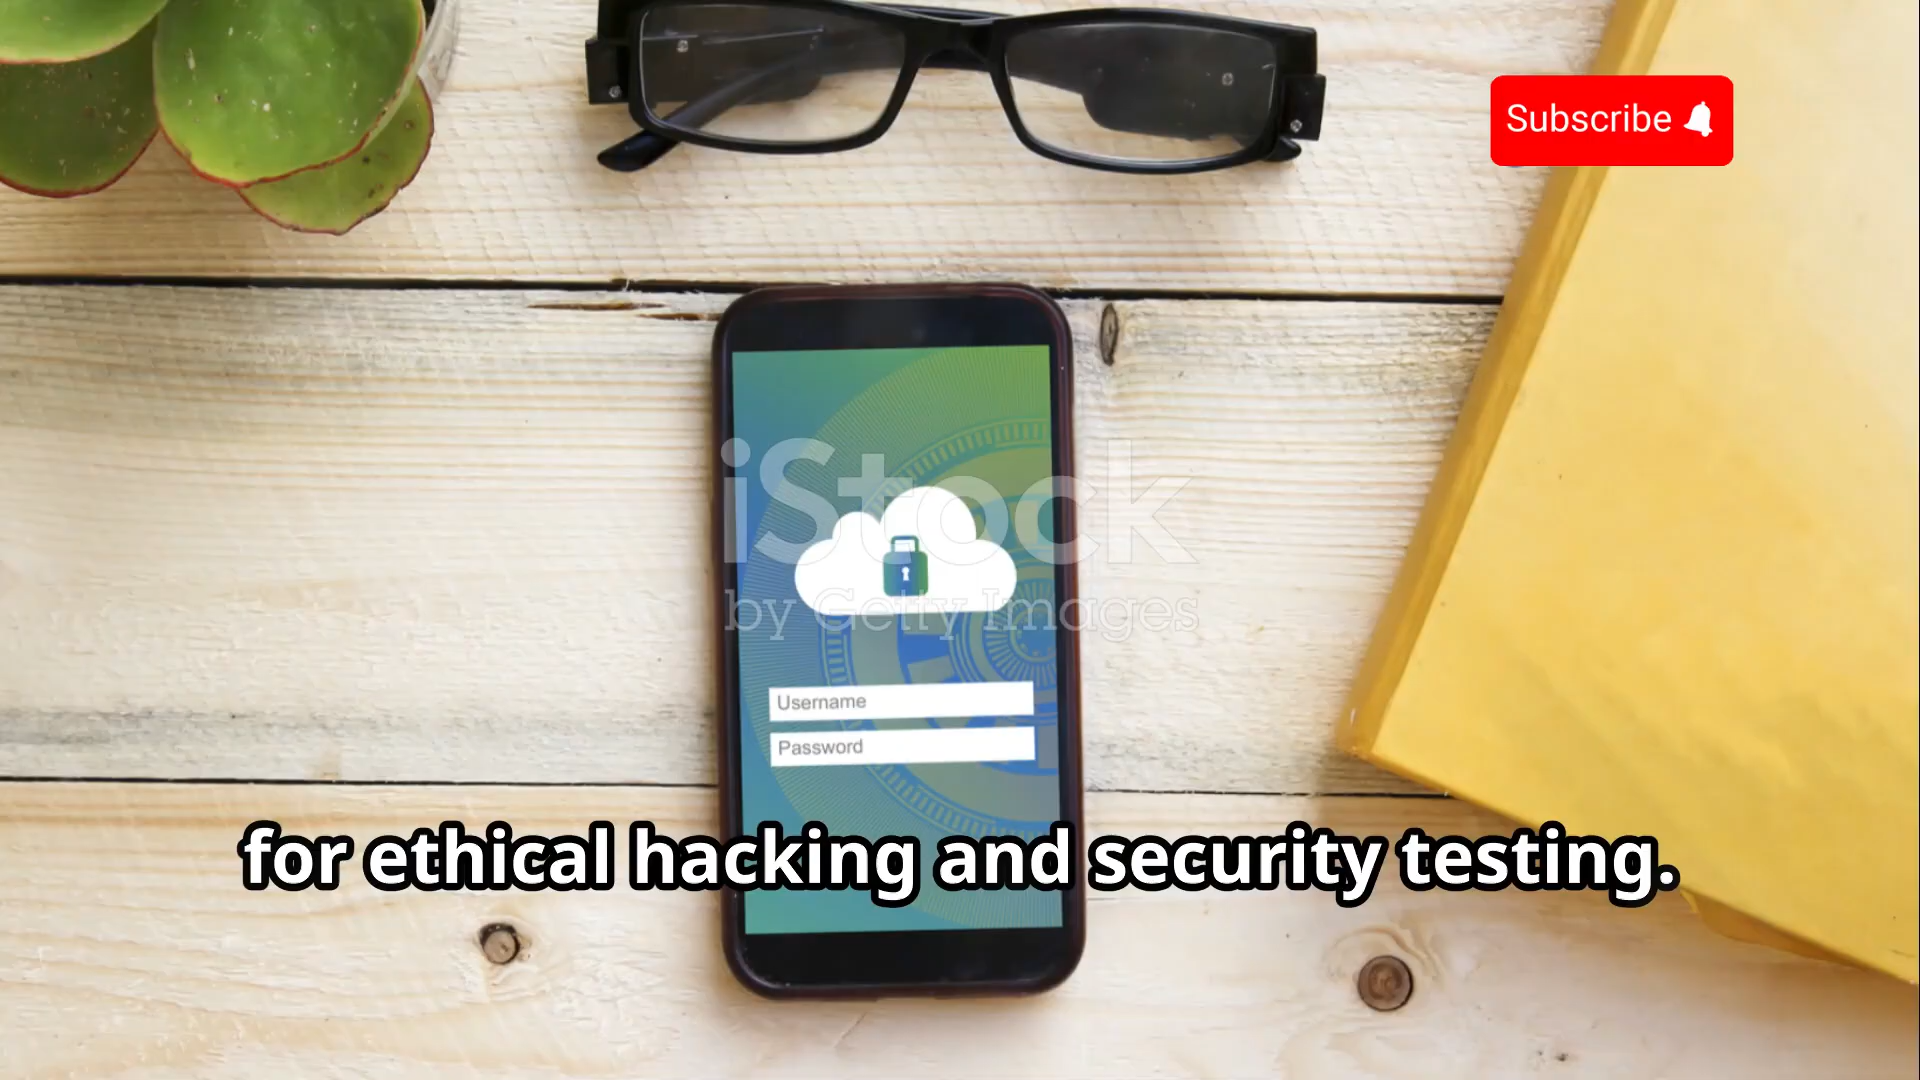 Subscribe
iStock
by Getty Images
Username
Password
for ethical hacking and security testing.